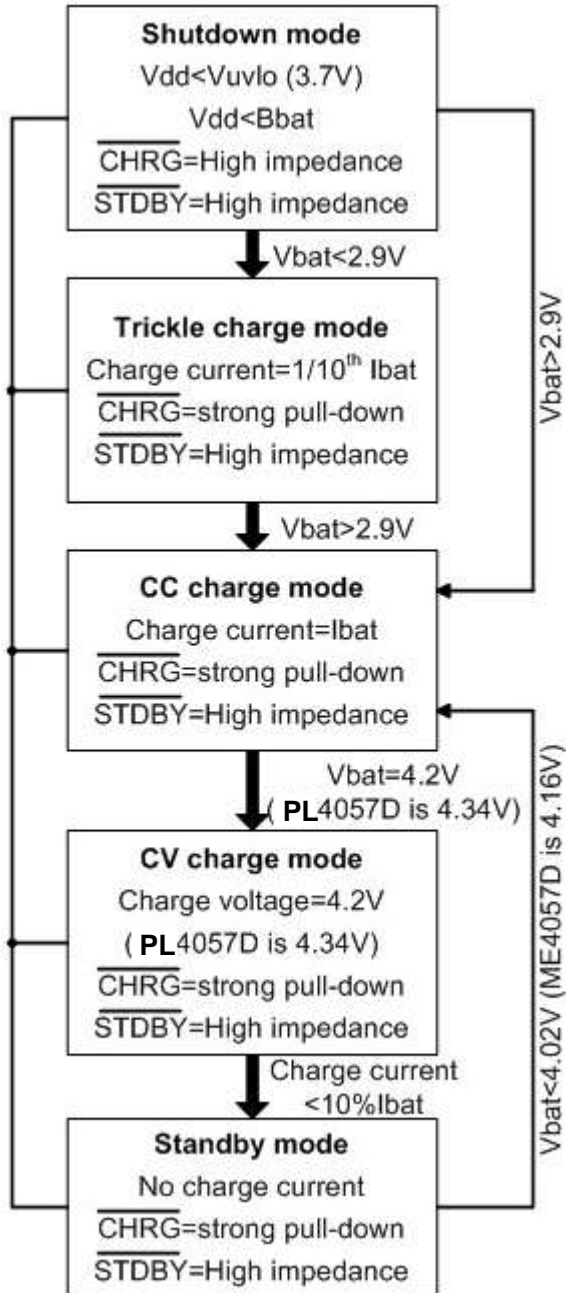 Shutdown mode
Vdd<Vuvlo (3.7V)
Vdd<Bbat
CHRG=High impedance
STDBY=High impedance
Vbat<2.9V
Vbat>2.9V
Trickle charge mode
Charge current=1/10th Ibat
CHRG=strong pull-down
STDBY=High impedance
Vbat>2.9V
CC charge mode
Charge current=Ibat
CHRG=strong pull-down
STDBY=High impedance
Vbat=4.2V
( PL4057D is 4.34V)
CV charge mode
Charge voltage=4.2V
( PL4057D is 4.34V)
CHRG=strong pull-down
STDBY=High impedance
Charge current
<10%Ibat
Vbat<4.02V (ME4057D is 4.16V)
Standby mode
No charge current
CHRG=strong pull-down
STDBY=High impedance